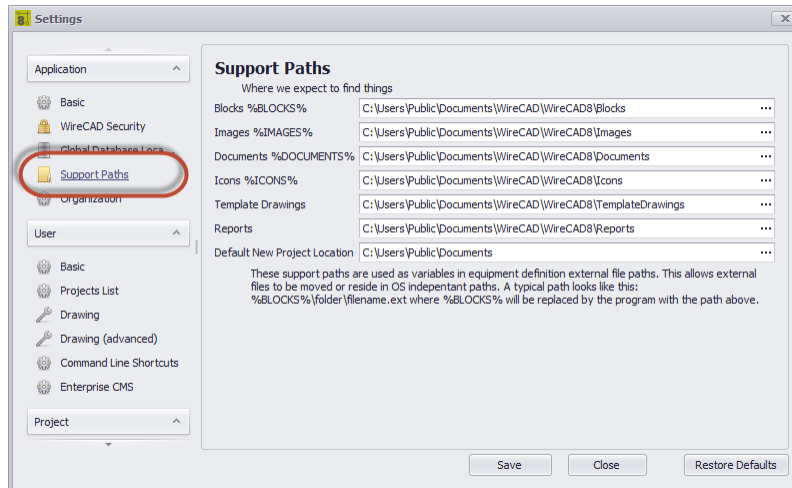 8 Settings
Application
Basic
WireCAD Security
Global Database Loca...
Support Paths
Organization
User
Basic
Projects List
Drawing
Drawing (advanced)
Command Line Shortcuts
Enterprise CMS
Project
Support Paths
Where we expect to find things
Blocks %BLOCKS% C:\Users\Public\Documents\WireCAD\WireCAD8\Blocks ...
Images %IMAGES% C:\Users\Public\Documents\WireCAD\WireCAD8\Images ...
Documents %DOCUMENTS% C:\Users\Public\Documents\WireCAD\WireCAD8\Documents ...
Icons %ICONS% C:\Users\Public\Documents\WireCAD\WireCAD8\Icons ...
Template Drawings C:\Users\Public\Documents\WireCAD\WireCAD8\TemplateDrawings ...
Reports C:\Users\Public\Documents\WireCAD\WireCAD8\Reports ...
Default New Project Location C:\Users\Public\Documents ...
These support paths are used as variables in equipment definition external file paths. This allows external
files to be moved or reside in OS indepentant paths. A typical path looks like this:
%BLOCKS%\folder\filename.ext where %BLOCKS% will be replaced by the program with the path above.
Save Close Restore Defaults